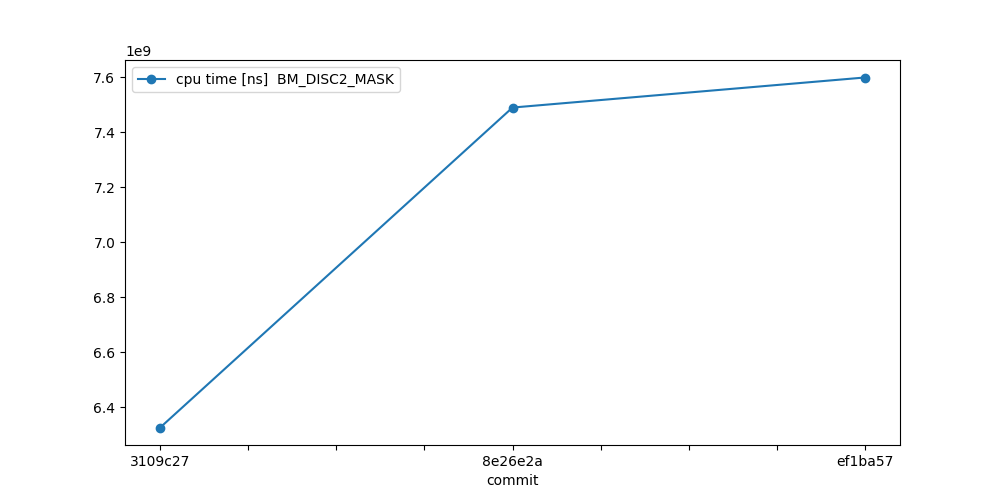 1e9
cpu time [ns]  BM_DISC2_MASK
7.6
7.4
7.2
7.0
6.8
6.6
6.4
3109c27
8e26e2a
ef1ba57
commit